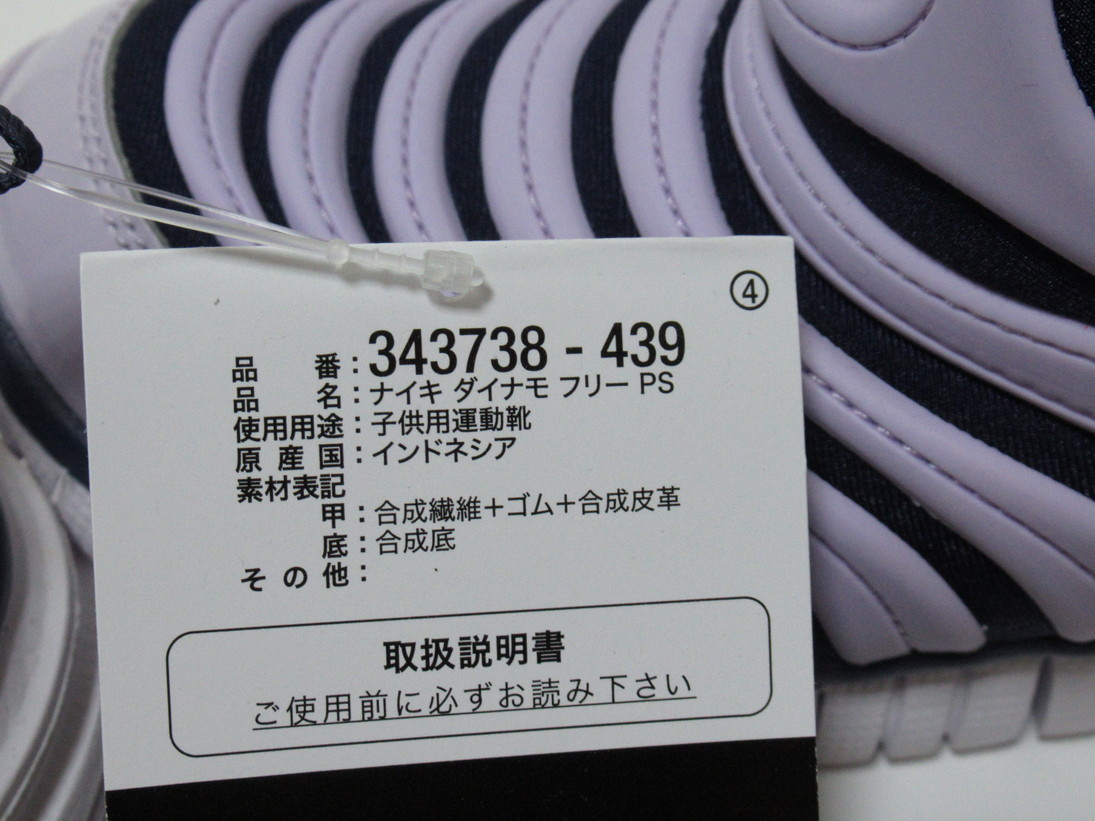 ④
品番：343738 - 439
品名：ナイキ ダイナモ フリー PS
使用用途：子供用運動靴
原産国：インドネシア
素材表記
甲：合成繊維＋ゴム＋合成皮革
底：合成底
その他：
取扱説明書
ご使用前に必ずお読み下さい